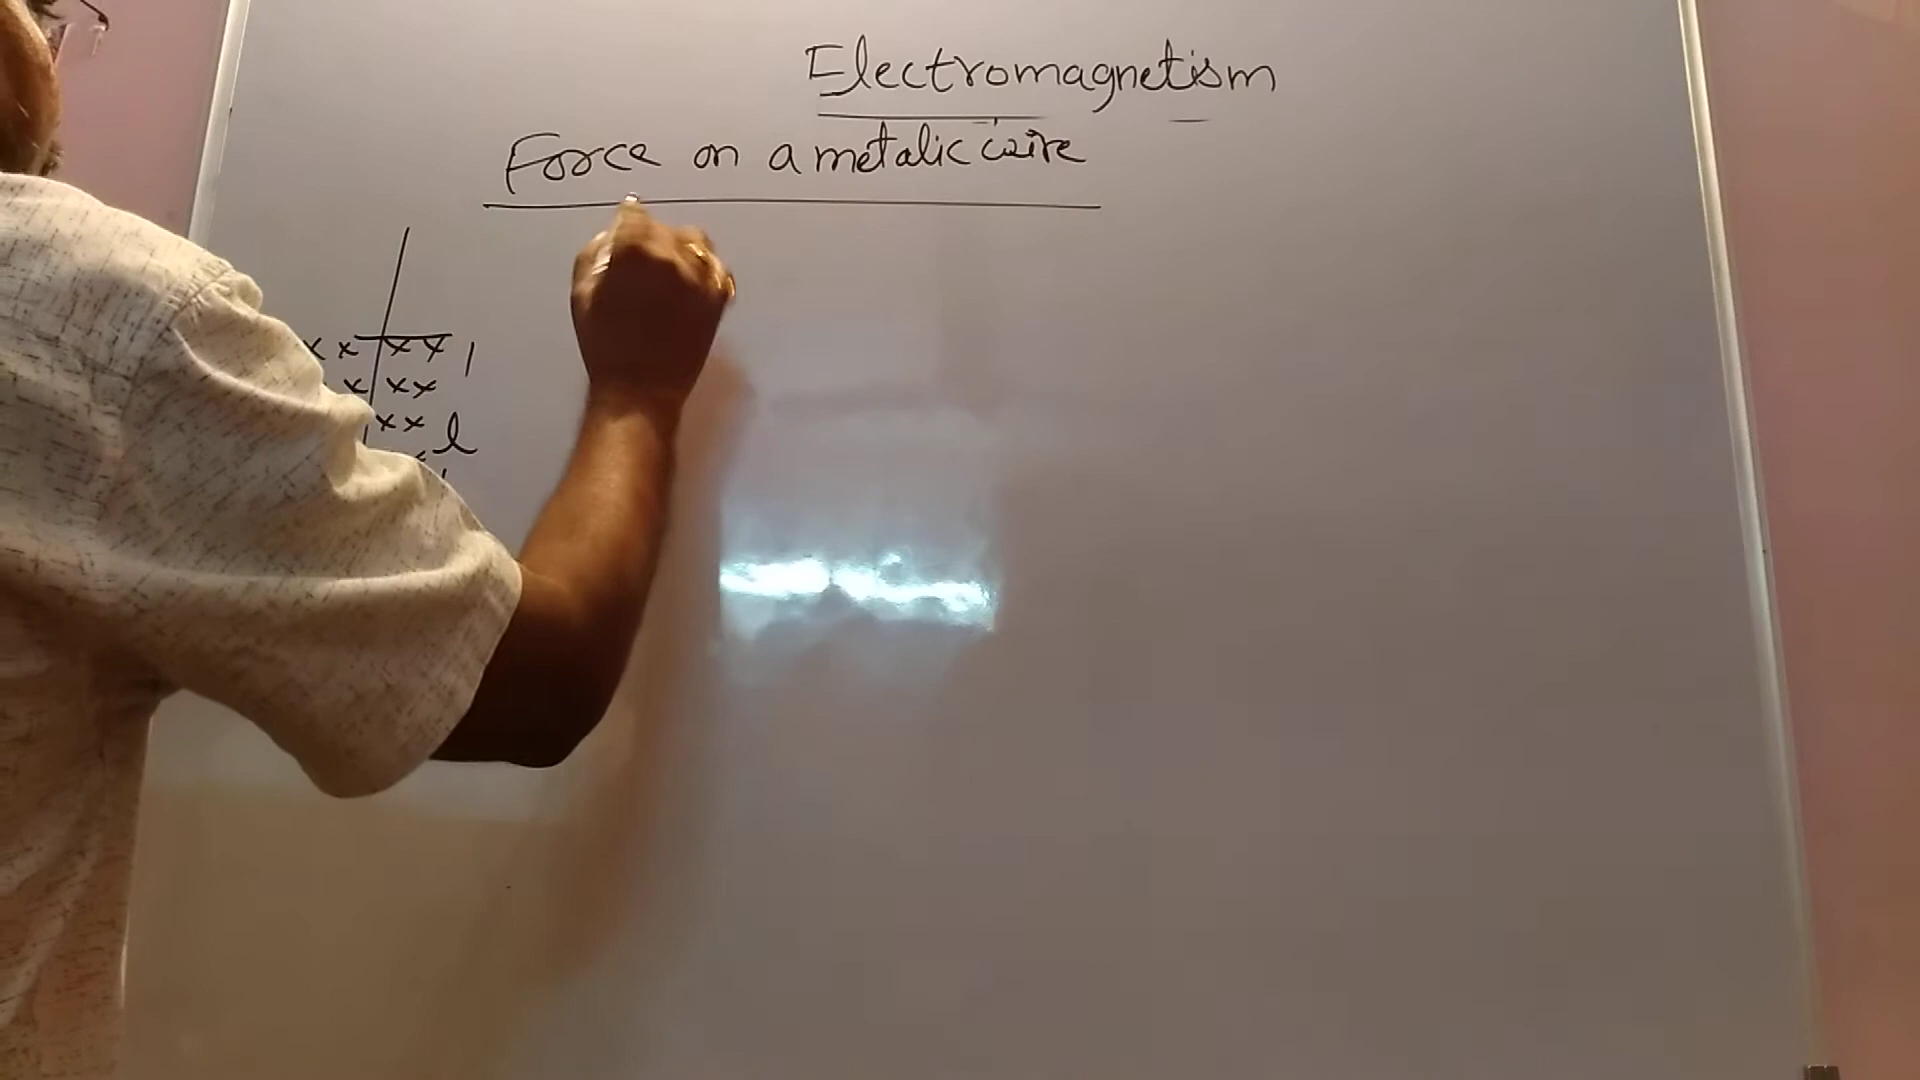 Electromagnetism
Force on a metalic wire
x x x x
x x x
x x
l